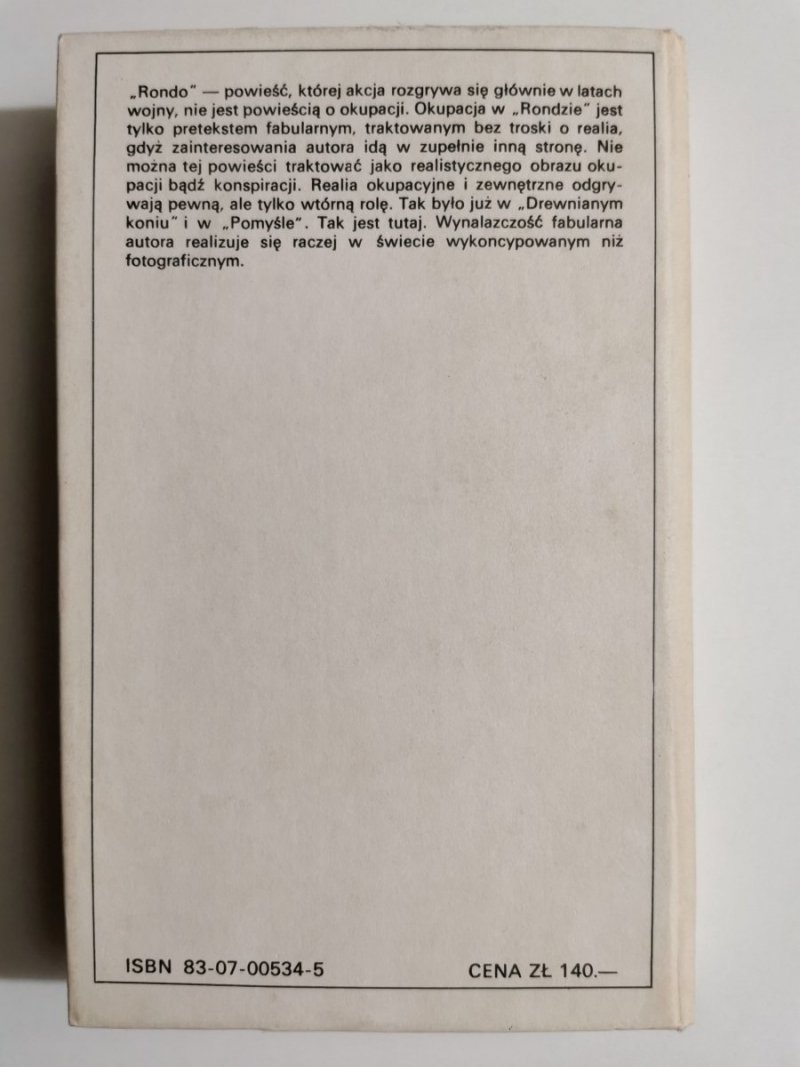 „Rondo" — powieść, której akcja rozgrywa się głównie w latach
wojny, nie jest powieścią o okupacji. Okupacja w „Rondzie" jest
tylko pretekstem fabularnym, traktowanym bez troski o realia,
gdyż zainteresowania autora idą w zupełnie inną stronę. Nie
można tej powieści traktować jako realistycznego obrazu oku-
pacji bądź konspiracji. Realia okupacyjne i zewnętrzne odgry-
wają pewną, ale tylko wtórną rolę. Tak było już w „Drewnianym
koniu" i w „Pomyśle". Tak jest tutaj. Wynalazczość fabularna
autora realizuje się raczej w świecie wykoncypowanym niż
fotograficznym.
ISBN 83-07-00534-5
CENA ZŁ 140.—